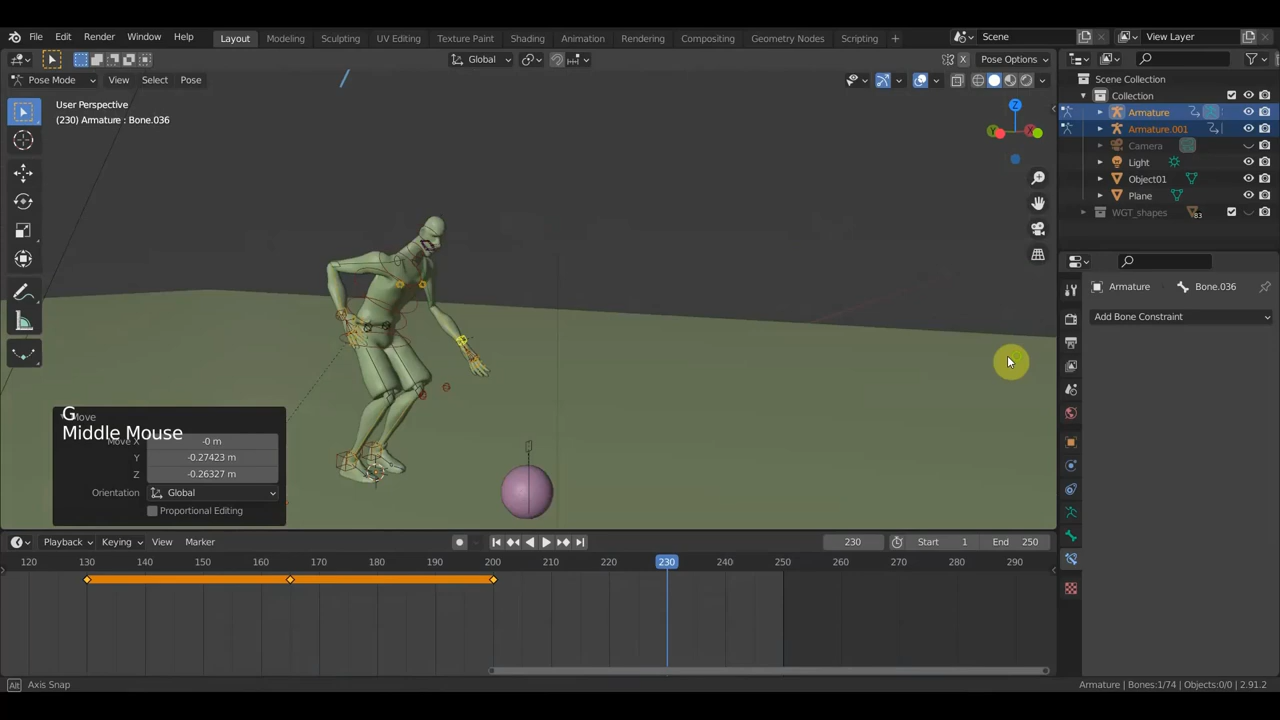 File Edit Render Window Help Layout Modeling Sculpting UV Editing Texture Paint Shading Animation Rendering Compositing Geometry Nodes Scripting + Scene View Layer
Global X Pose Options
Pose Mode View Select Pose
User Perspective
(230) Armature : Bone.036
Z
Y
X
Scene Collection
Collection
Armature
Armature.001
Camera
Light
Object01
Plane
WGT_shapes 83
Armature Bone.036
Add Bone Constraint
G
Move
Middle Mouse
Move X -0 m
Y -0.27423 m
Z -0.26327 m
Orientation Global
Proportional Editing
Playback Keying View Marker 230 Start 1 End 250
120 130 140 150 160 170 180 190 200 210 220 230 240 250 260 270 280 290
Alt Axis Snap Armature | Bones:1/74 | Objects:0/0 | 2.91.2